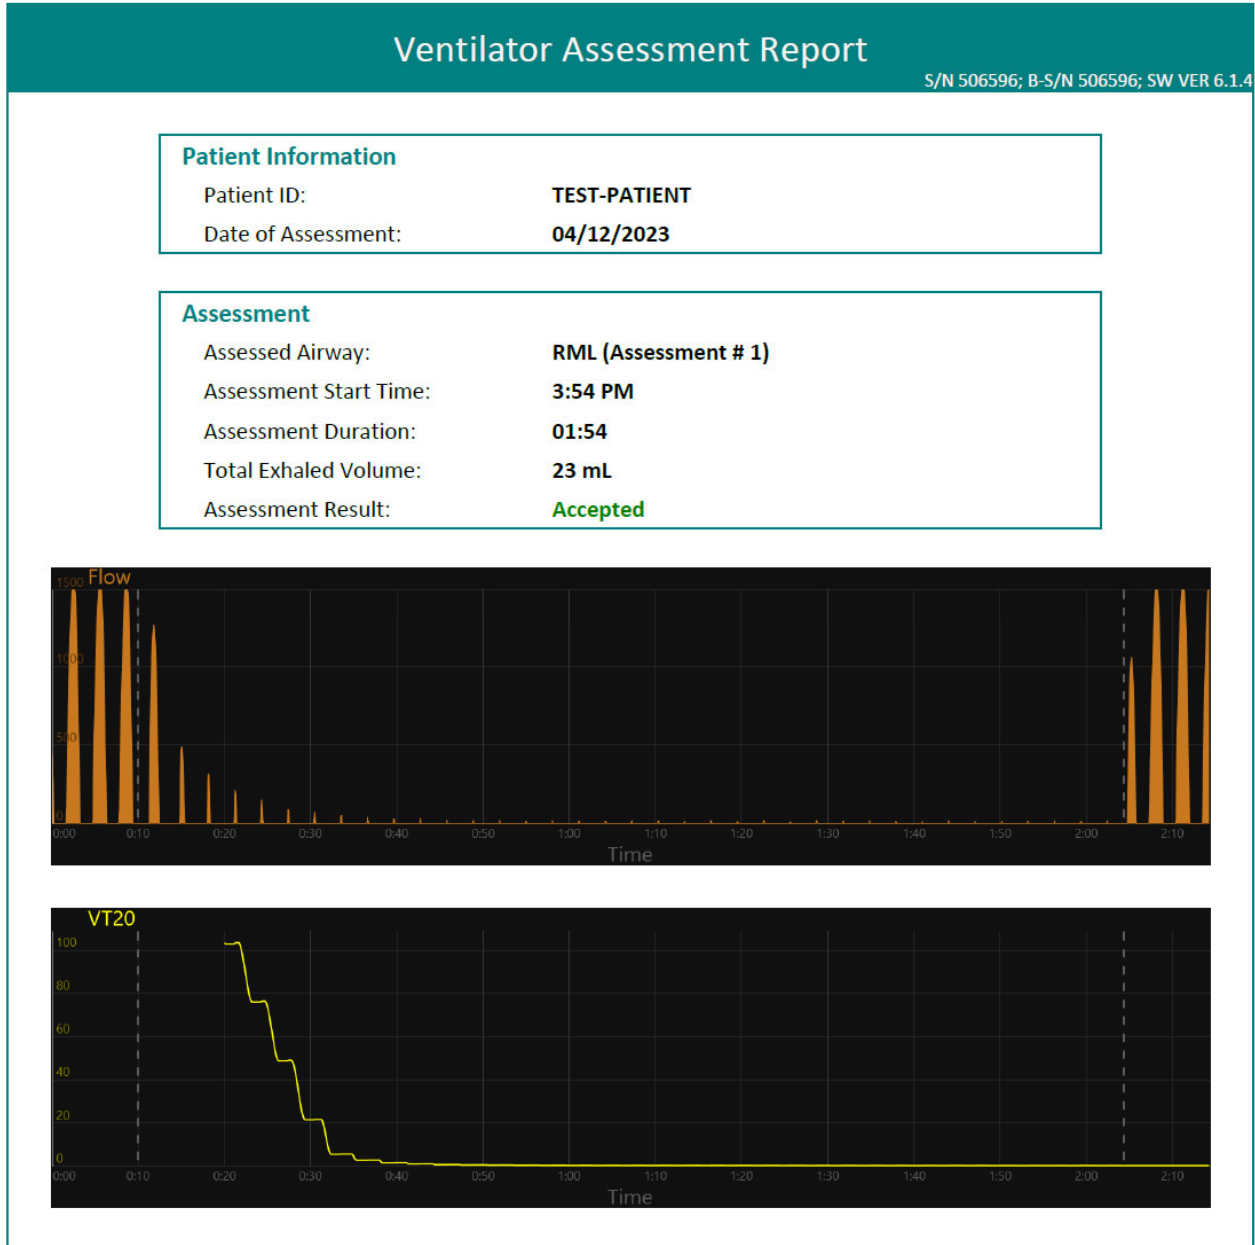 Ventilator Assessment Report
S/N 506596; B-S/N 506596; SW VER 6.1.4
Patient Information
Patient ID: TEST-PATIENT
Date of Assessment: 04/12/2023
Assessment
Assessed Airway: RML (Assessment # 1)
Assessment Start Time: 3:54 PM
Assessment Duration: 01:54
Total Exhaled Volume: 23 mL
Assessment Result: Accepted
Flow
1500
1000
500
0
0:00 0:10 0:20 0:30 0:40 0:50 1:00 1:10 1:20 1:30 1:40 1:50 2:00 2:10
Time
VT20
100
80
60
40
20
0
0:00 0:10 0:20 0:30 0:40 0:50 1:00 1:10 1:20 1:30 1:40 1:50 2:00 2:10
Time